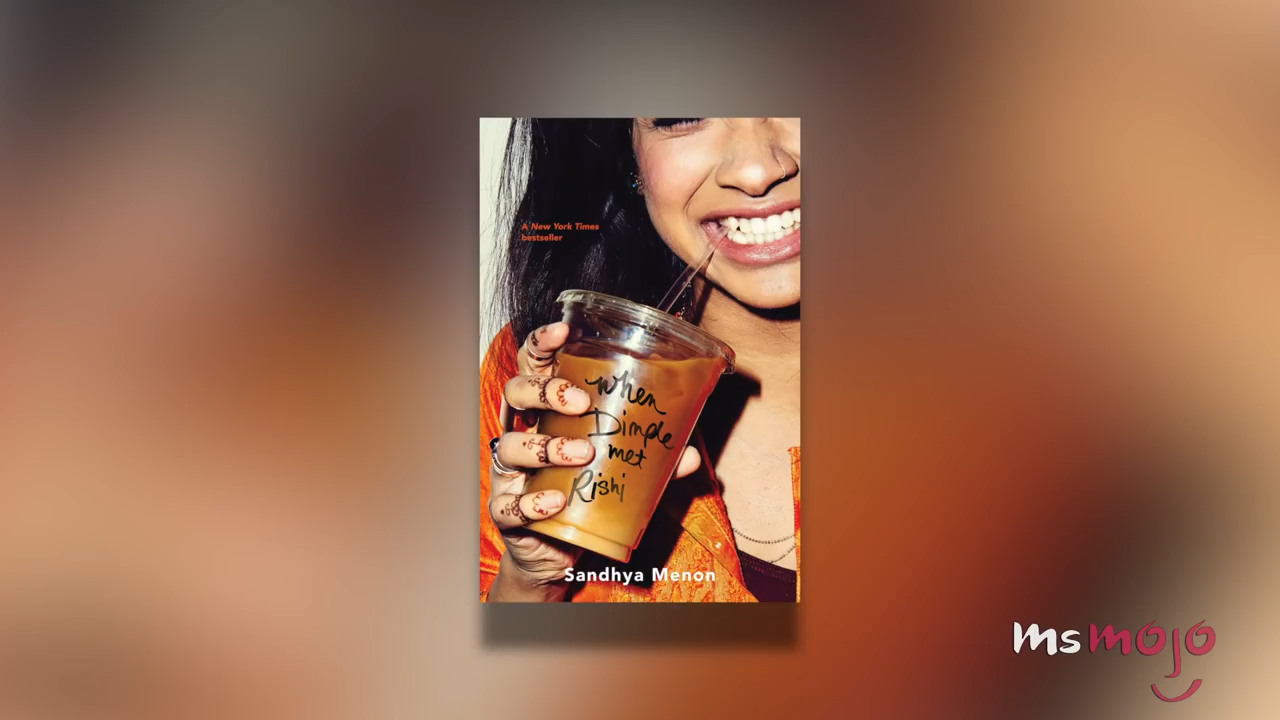 A New York Times
bestseller
when
Dimple
met
Rishi
Sandhya Menon
msmojo